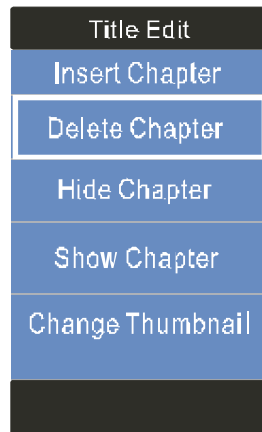 Title Edit
Insert Chapter
Delete Chapter
Hide Chapter
Show Chapter
Change Thumbnail